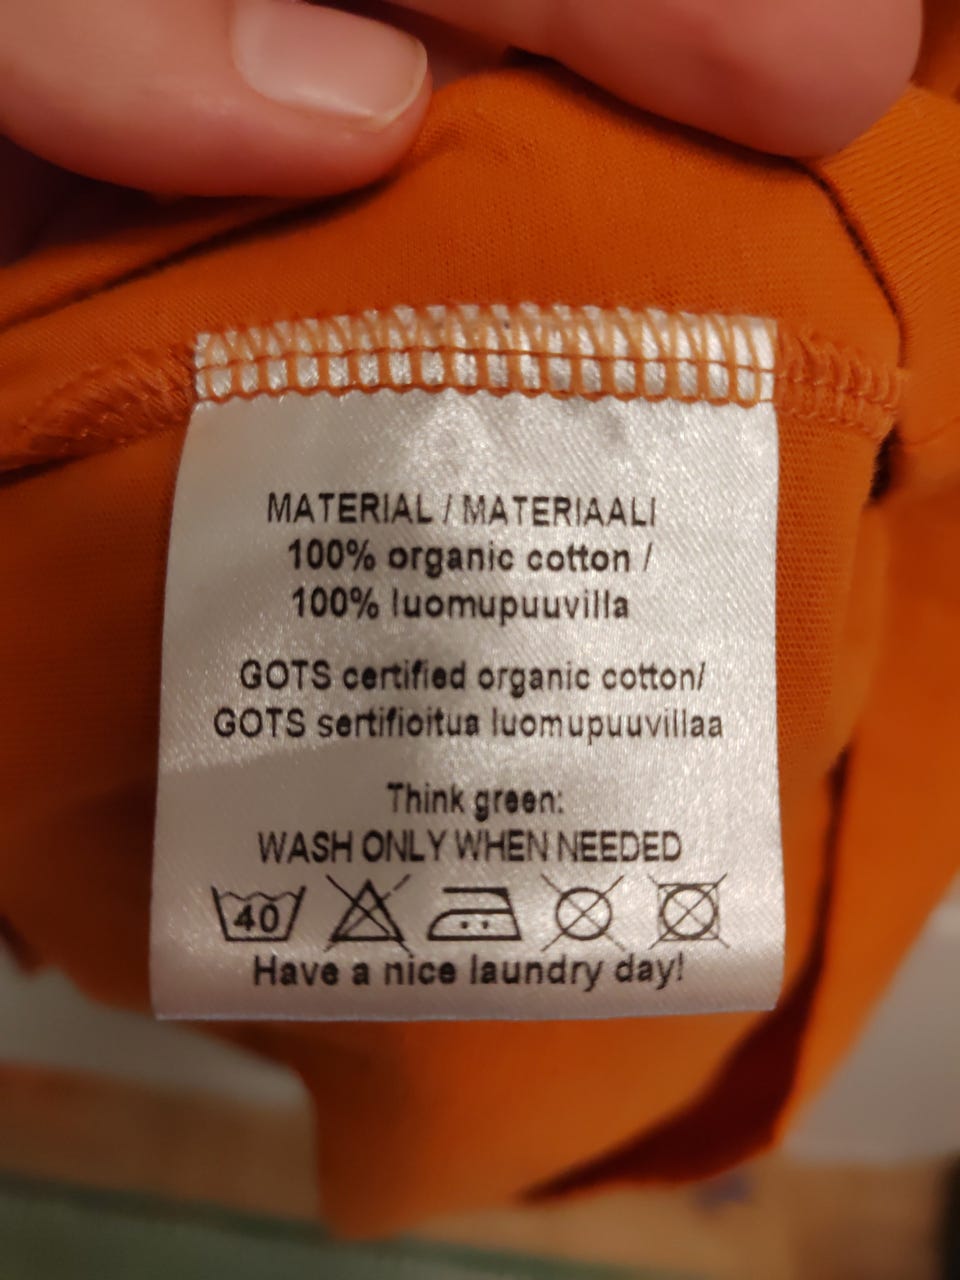 MATERIAL / MATERIAALI
100% organic cotton /
100% luomupuuvilla
GOTS certified organic cotton/
GOTS sertifioitua luomupuuvillaa
Think green:
WASH ONLY WHEN NEEDED
40
Have a nice laundry day!